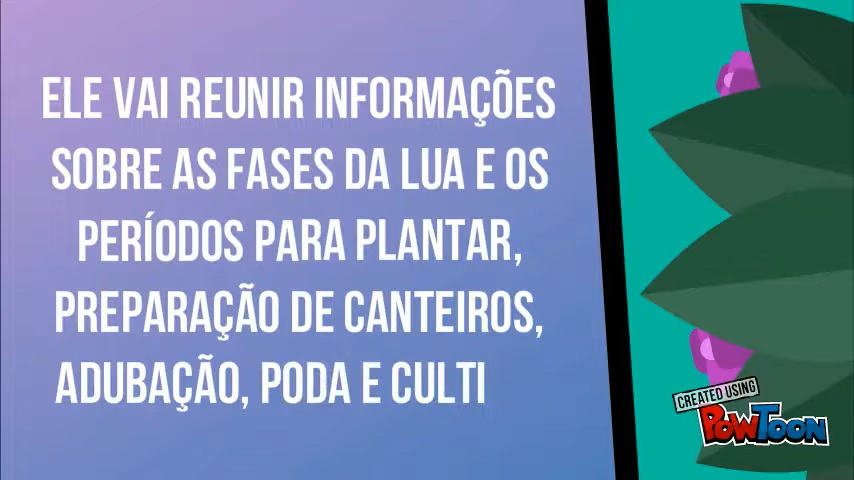 ELE VAI REUNIR INFORMAÇÕES
SOBRE AS FASES DA LUA E OS
PERÍODOS PARA PLANTAR,
PREPARAÇÃO DE CANTEIROS,
ADUBAÇÃO, PODA E CULTI
CREATED USING
POWTOON